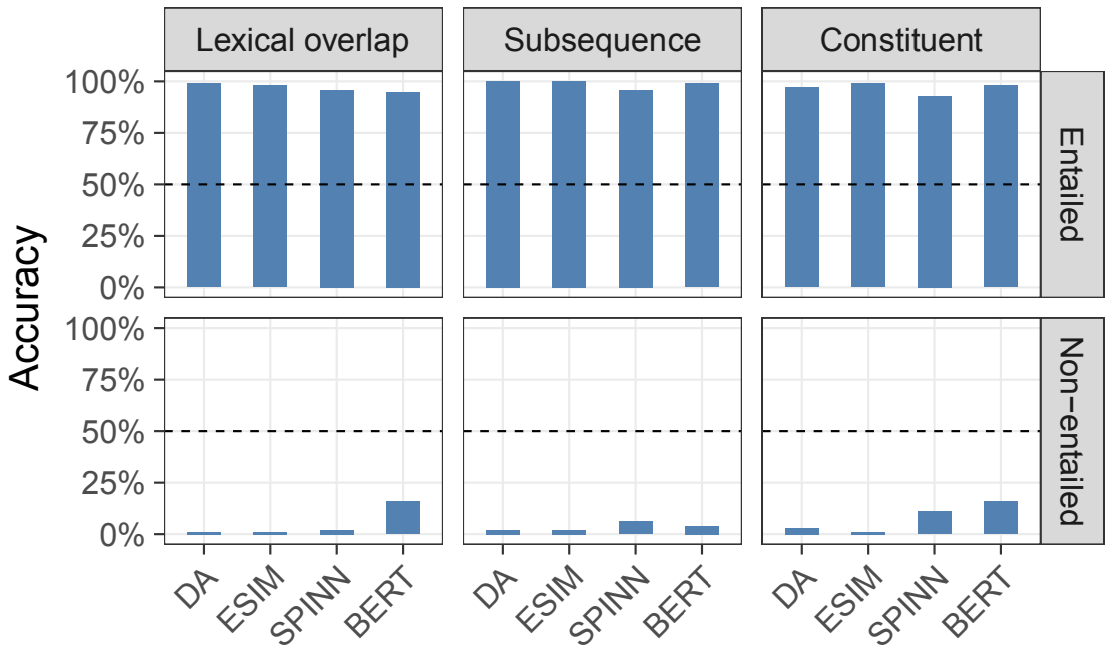 Lexical overlap
Subsequence
Constituent
Accuracy
100%
75%
50%
25%
0%
Entailed
100%
75%
50%
25%
0%
Non−entailed
DA
ESIM
SPINN
BERT
DA
ESIM
SPINN
BERT
DA
ESIM
SPINN
BERT